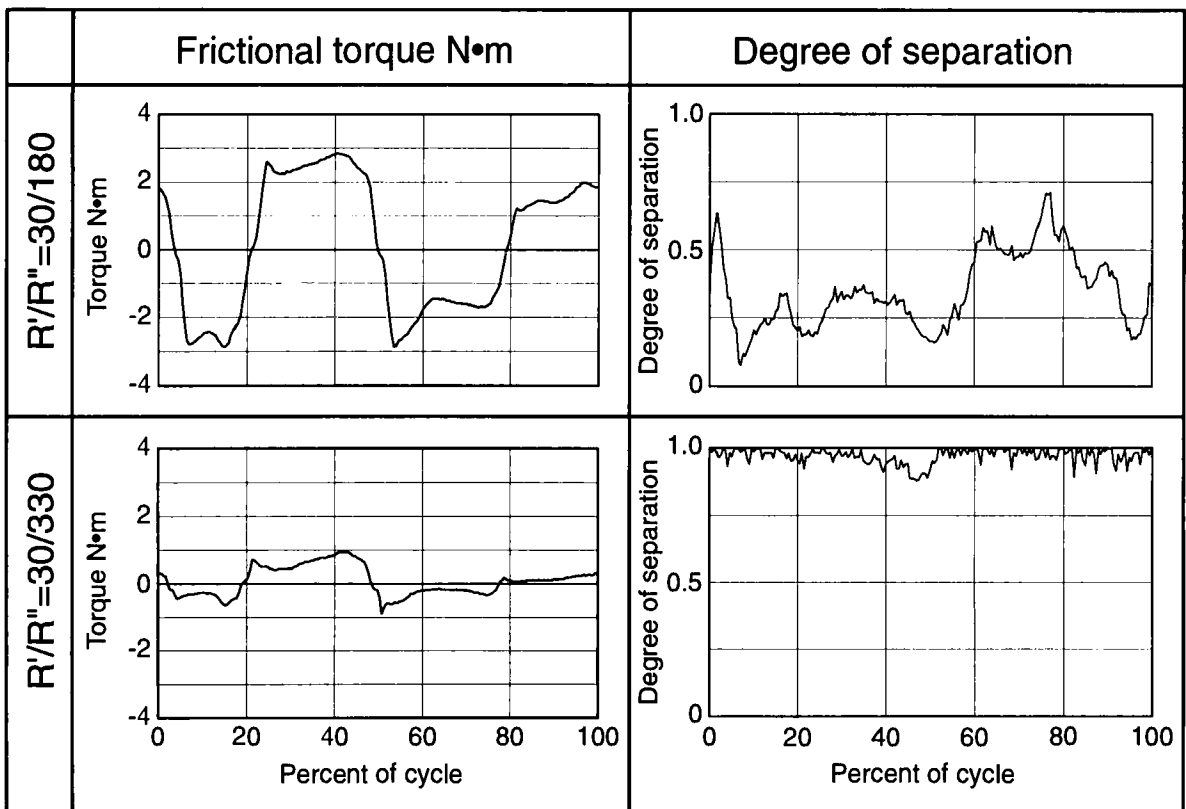 Frictional torque N•m
Degree of separation
R'/R"=30/180
Torque N•m
4
2
0
-2
-4
Degree of separation
1.0
0.5
0
R'/R"=30/330
Torque N•m
4
2
0
-2
-4
0 20 40 60 80 100
Percent of cycle
Degree of separation
1.0
0.5
0
0 20 40 60 80 100
Percent of cycle